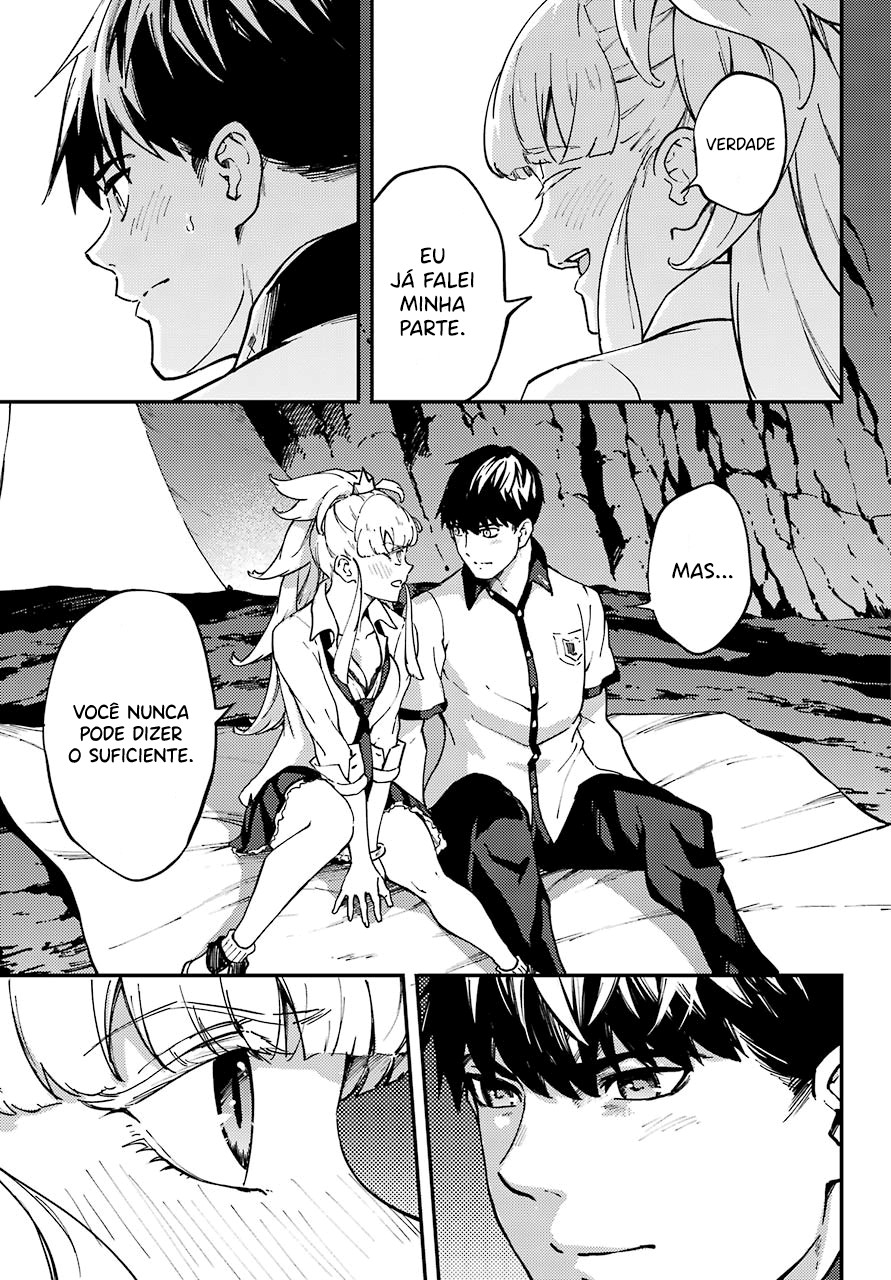 VERDADE
EU
JÁ FALEI
MINHA
PARTE.
MAS...
VOCÊ NUNCA
PODE DIZER
O SUFICIENTE.